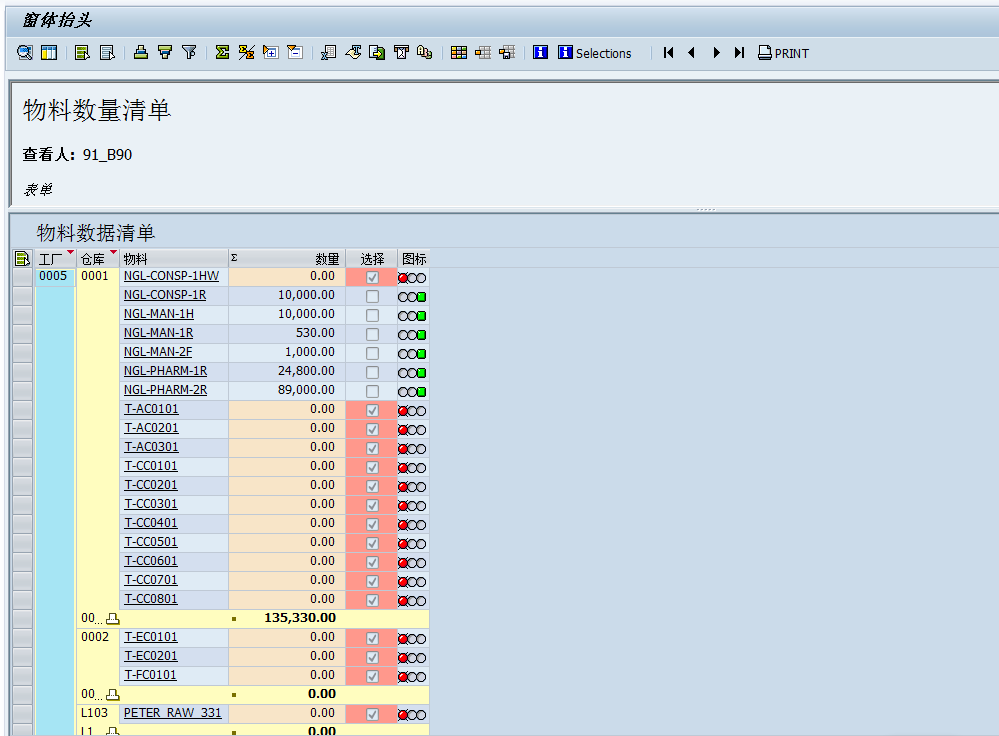 窗体抬头
Selections PRINT
物料数量清单
查看人: 91_B90
表单
物料数据清单
工厂 仓库 物料 Σ 数量 选择 图标
0005 0001 NGL-CONSP-1HW 0.00
NGL-CONSP-1R 10,000.00
NGL-MAN-1H 10,000.00
NGL-MAN-1R 530.00
NGL-MAN-2F 1,000.00
NGL-PHARM-1R 24,800.00
NGL-PHARM-2R 89,000.00
T-AC0101 0.00
T-AC0201 0.00
T-AC0301 0.00
T-CC0101 0.00
T-CC0201 0.00
T-CC0301 0.00
T-CC0401 0.00
T-CC0501 0.00
T-CC0601 0.00
T-CC0701 0.00
T-CC0801 0.00
00... 135,330.00
0002 T-EC0101 0.00
T-EC0201 0.00
T-FC0101 0.00
00... 0.00
L103 PETER_RAW_331 0.00
L1... 0.00